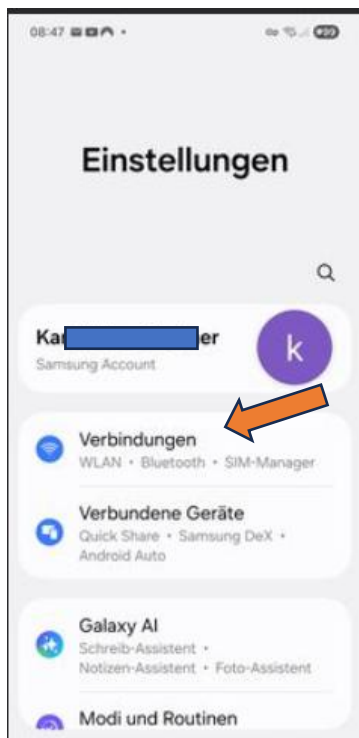 08:47
Einstellungen
Ka er
k
Samsung Account
Verbindungen
WLAN • Bluetooth • SIM-Manager
Verbundene Geräte
Quick Share • Samsung DeX •
Android Auto
Galaxy AI
Schreib-Assistent •
Notizen-Assistent • Foto-Assistent
Modi und Routinen